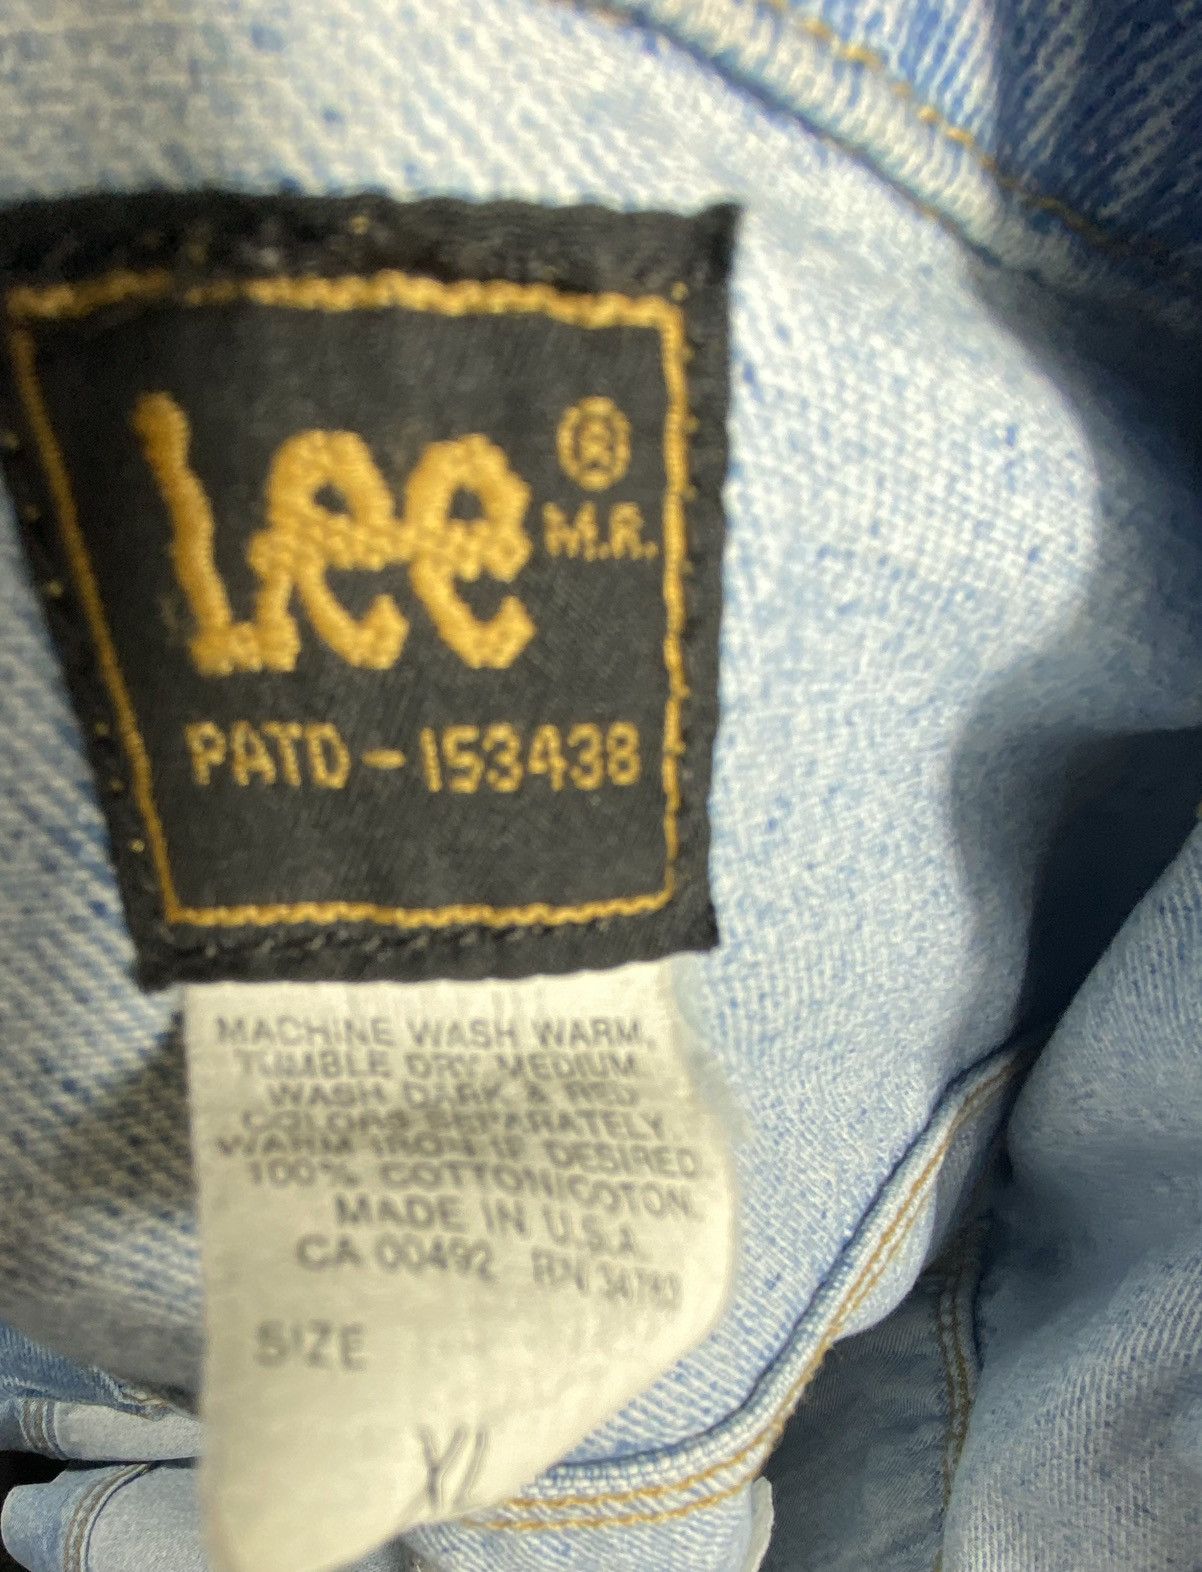 Lee ®
M.R.
PATD-153438
MACHINE WASH WARM,
TUMBLE DRY MEDIUM.
WASH DARK & RED
COLORS SEPARATELY.
WARM IRON IF DESIRED.
100% COTTON/COTON.
MADE IN U.S.A.
CA 00492 RN
SIZE
XL